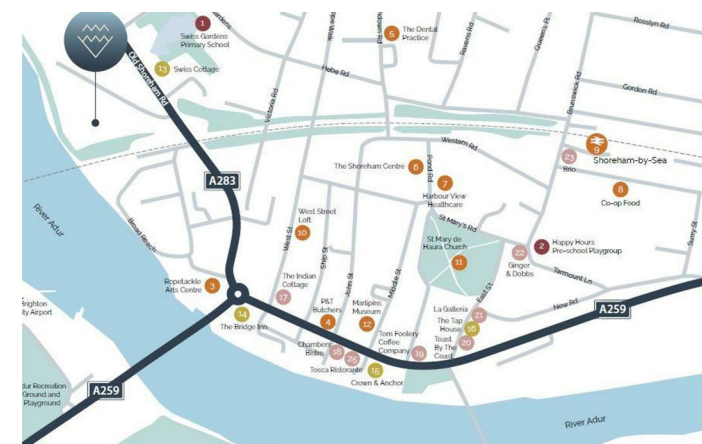 1
Swiss Gardens
Primary School
13
Swiss Cottage
Old Shoreham Rd
Victoria Rd
Hebe Rd
5
The Dental
Practice
Ravens Rd
Queen's Pl
Rosslyn Rd
Gordon Rd
Brunswick Rd
Western Rd
9
Shoreham-by-Sea
23
Brio
8
Co-op Food
The Shoreham Centre
6
Pond Rd
7
Harbour View
Healthcare
A283
River Adur
Broad Reach
West Street
Loft
10
West St
Ship St
John St
Middle St
St Mary's Rd
St Mary de
Haura Church
11
East St
22
Ginger
& Dobbs
2
Happy Hours
Pre-school Playgroup
Tarmount Ln
Surry St
New Rd
A259
Ropetackle
Arts Centre
3
14
The Bridge Inn
The Indian
Cottage
17
P&T
Butchers
4
Marlipins
Museum
12
La Galleria
21
The Tap
House
16
Toast
By The
Coast
20
Tom Foolery
Coffee
Company
19
Chambers
Bistro
18
25
Tosca Ristorante
15
Crown & Anchor
A259
righton
ty Airport
dur Recreation
Ground and
Playground
River Adur